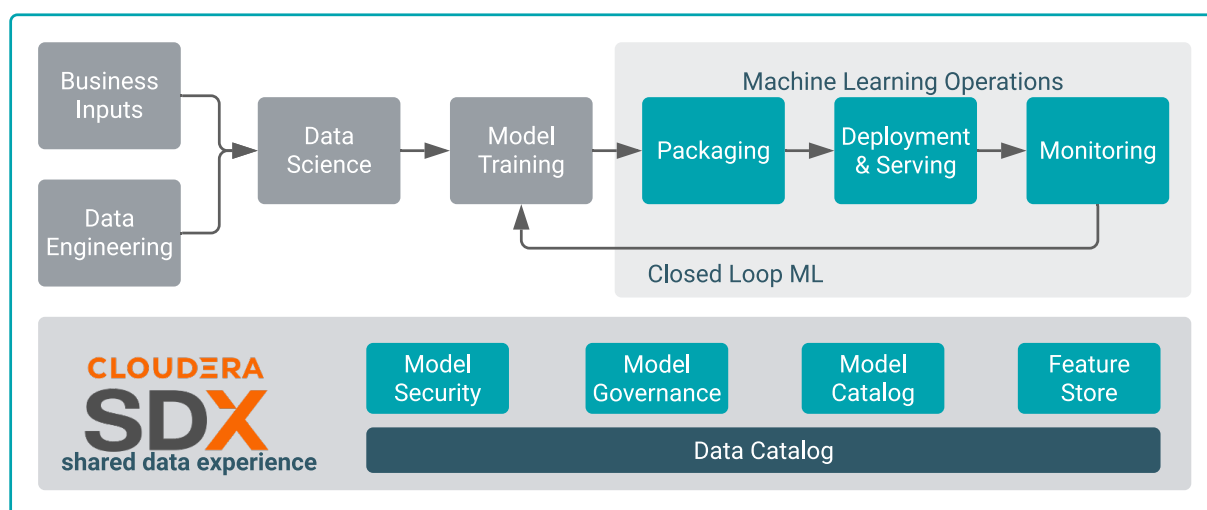 Business
Inputs
Data
Engineering
Data
Science
Model
Training
Machine Learning Operations
Packaging
Deployment
& Serving
Monitoring
Closed Loop ML
CLOUDERA
SDX
shared data experience
Model
Security
Model
Governance
Model
Catalog
Feature
Store
Data Catalog